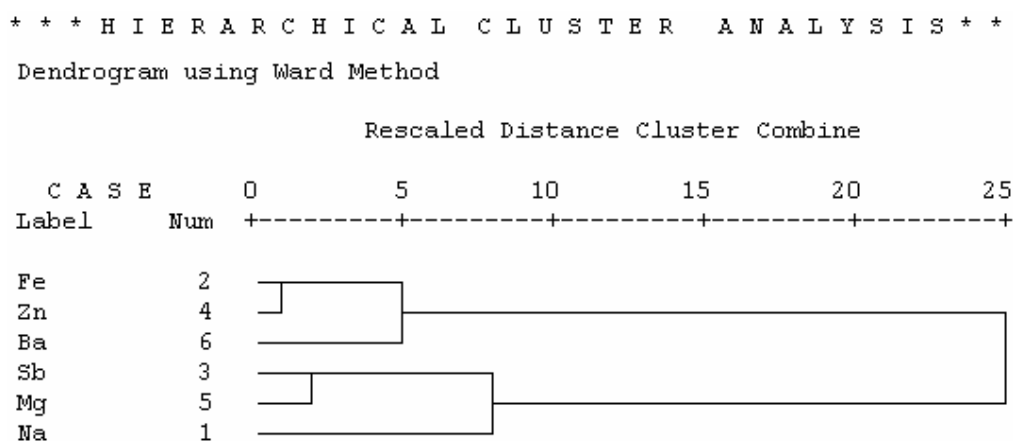 * * * H I E R A R C H I C A L C L U S T E R A N A L Y S I S * *
Dendrogram using Ward Method
Rescaled Distance Cluster Combine
C A S E 0 5 10 15 20 25
Label Num +---------+---------+---------+---------+---------+
Fe 2
Zn 4
Ba 6
Sb 3
Mg 5
Na 1